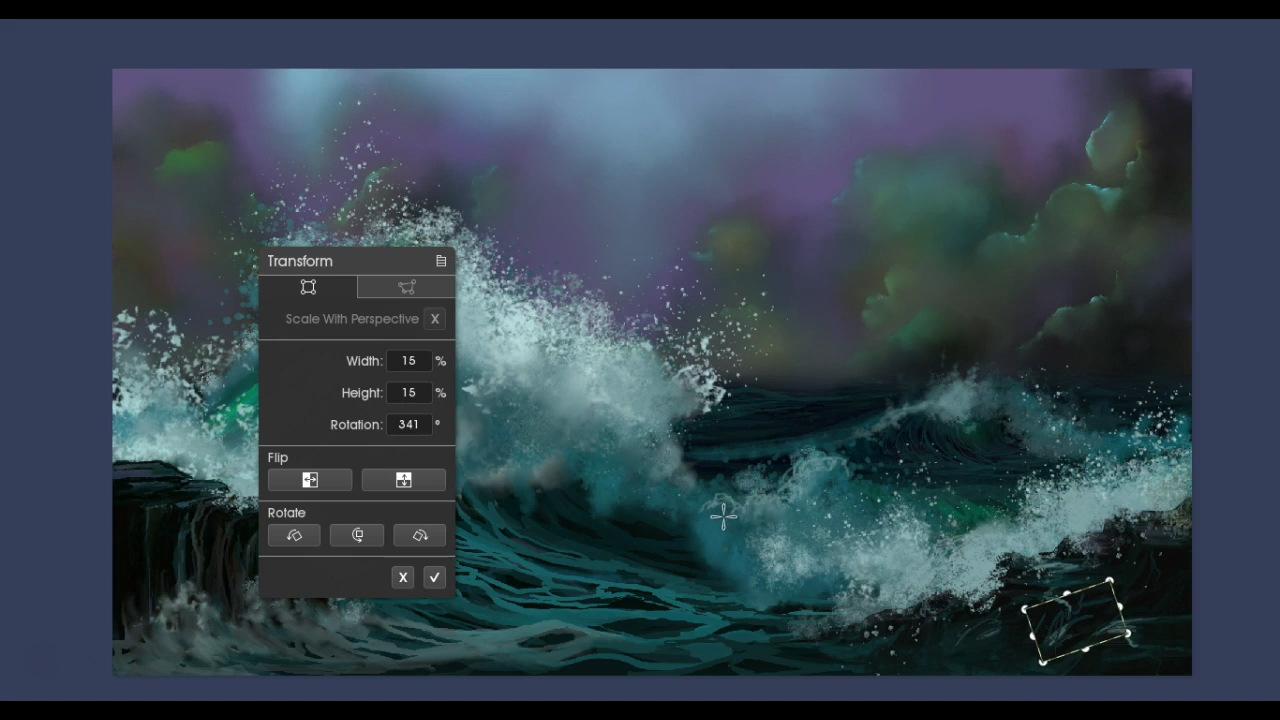 Transform
Scale With Perspective X
Width: 15 %
Height: 15 %
Rotation: 341 °
Flip
Rotate
X